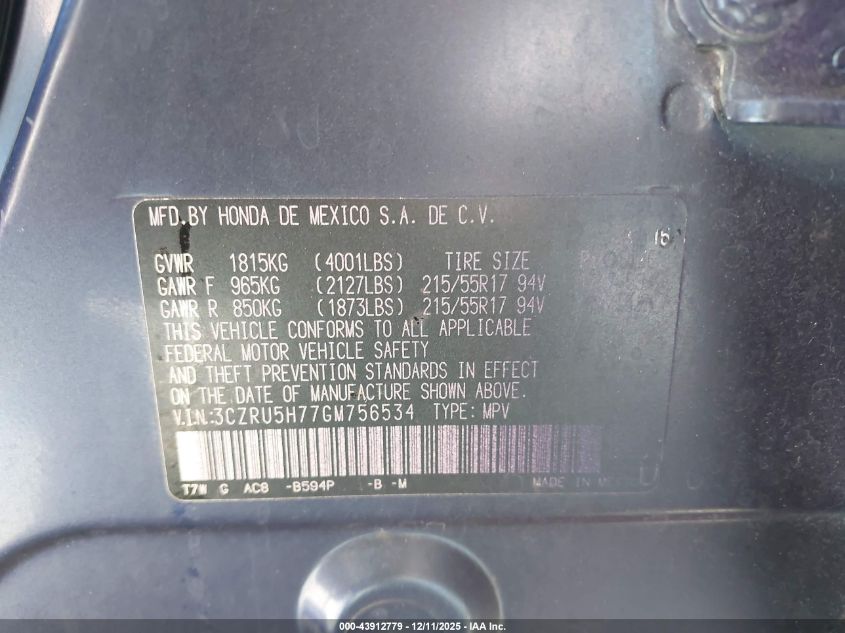 MFD.BY HONDA DE MEXICO S.A. DE C.V.
16
GVWR 1815KG (4001LBS) TIRE SIZE
GAWR F 965KG (2127LBS) 215/55R17 94V
GAWR R 850KG (1873LBS) 215/55R17 94V
THIS VEHICLE CONFORMS TO ALL APPLICABLE
FEDERAL MOTOR VEHICLE SAFETY
AND THEFT PREVENTION STANDARDS IN EFFECT
ON THE DATE OF MANUFACTURE SHOWN ABOVE.
V.I.N:3CZRU5H77GM756534 TYPE: MPV
T7W G AC8 -B594P -B -M MADE IN U
000-43912779 - 12/11/2025 - IAA Inc.